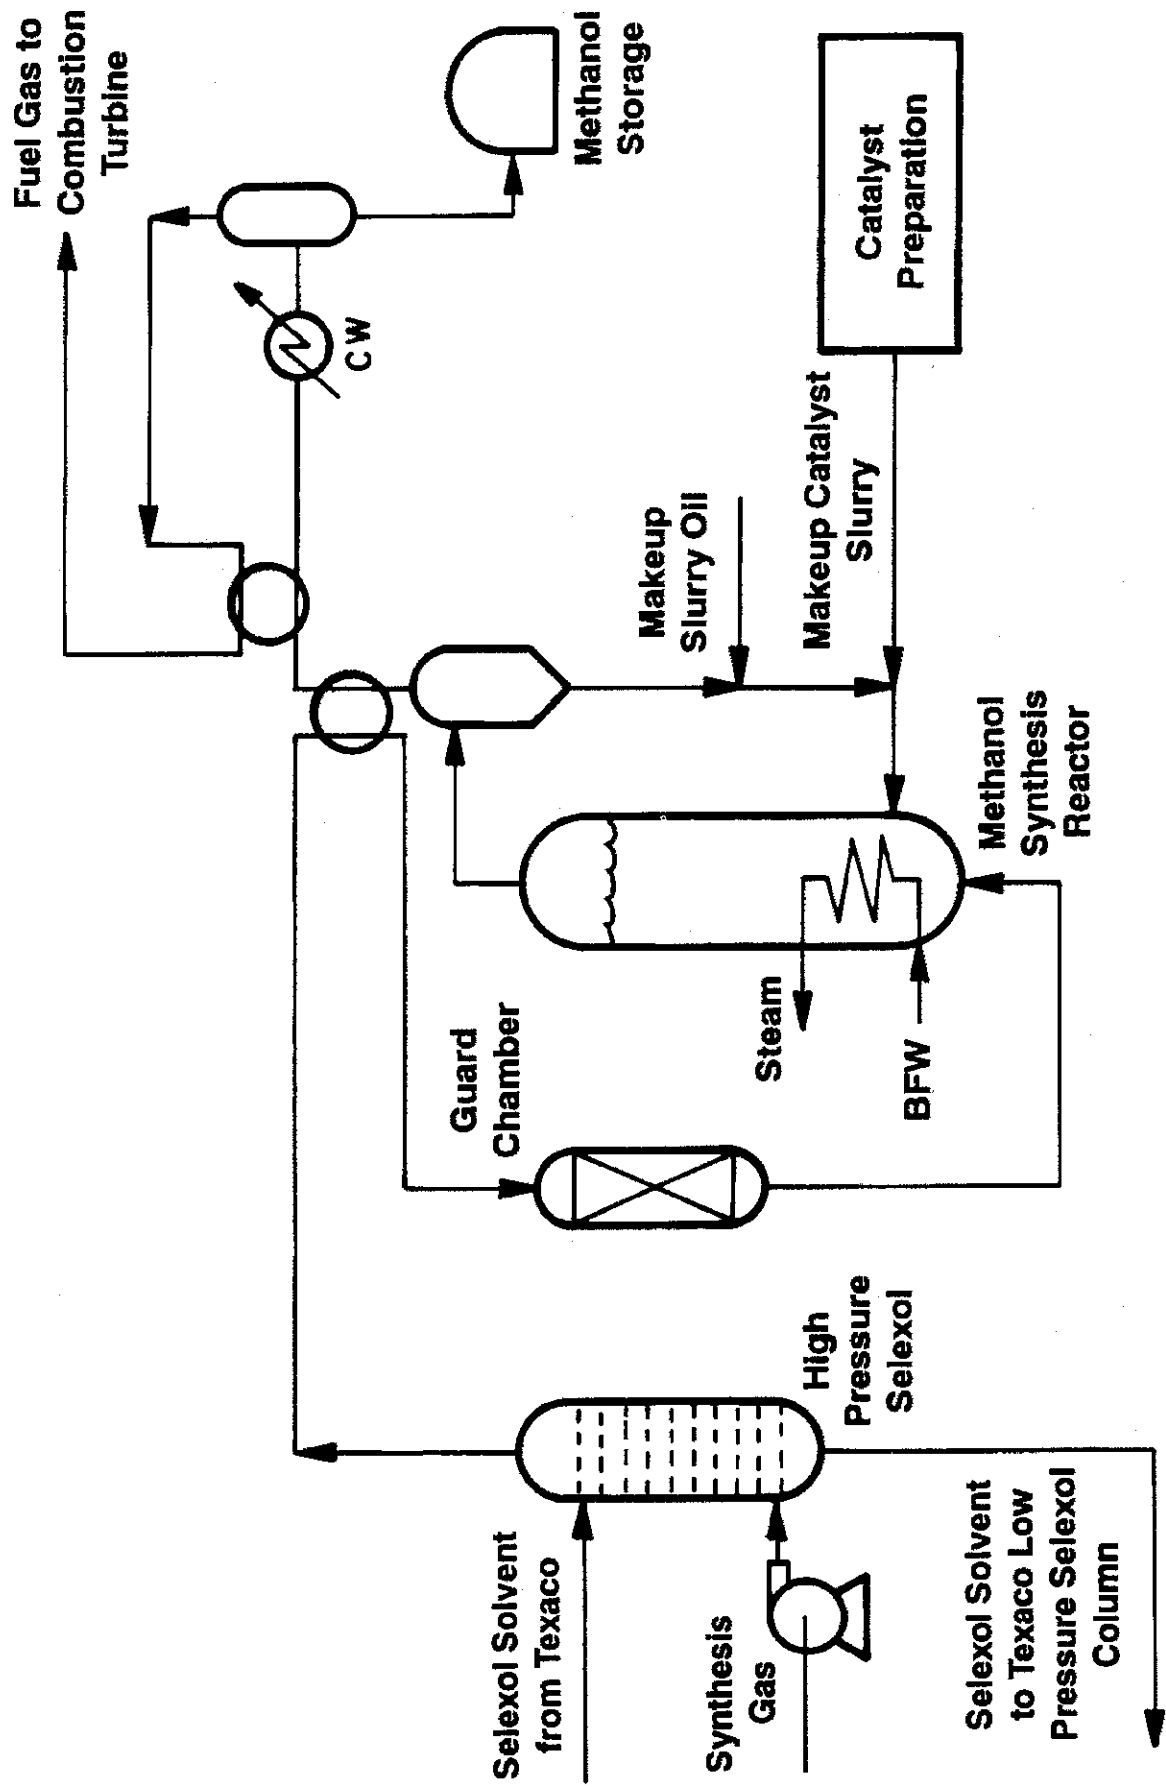 Fuel Gas to
Combustion
Turbine
Methanol
Storage
CW
Catalyst
Preparation
Makeup
Slurry Oil
Makeup Catalyst
Slurry
Methanol
Synthesis
Reactor
Steam
BFW
Guard
Chamber
High
Pressure
Selexol
Selexol Solvent
from Texaco
Synthesis
Gas
Selexol Solvent
to Texaco Low
Pressure Selexol
Column